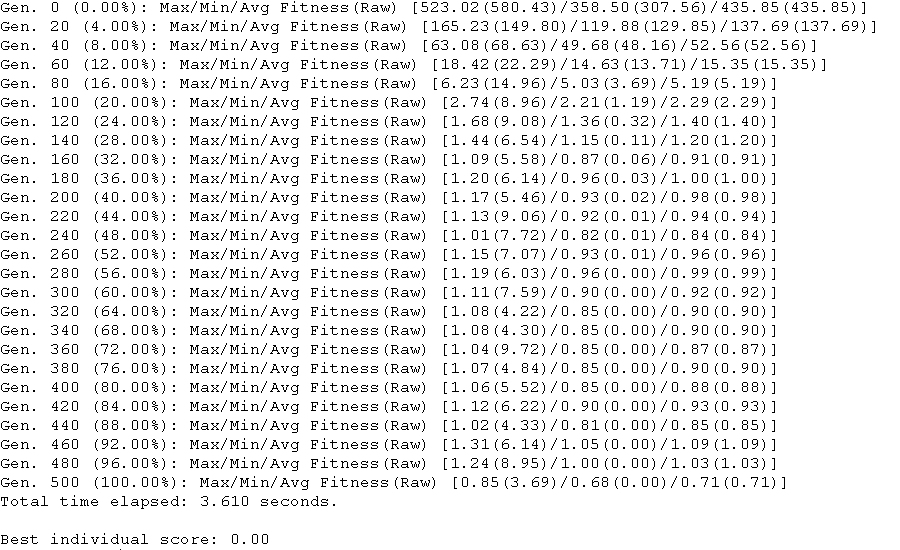 Gen. 0 (0.00%): Max/Min/Avg Fitness(Raw) [523.02(580.43)/358.50(307.56)/435.85(435.85)]
Gen. 20 (4.00%): Max/Min/Avg Fitness(Raw) [165.23(149.80)/119.88(129.85)/137.69(137.69)]
Gen. 40 (8.00%): Max/Min/Avg Fitness(Raw) [63.08(68.63)/49.68(48.16)/52.56(52.56)]
Gen. 60 (12.00%): Max/Min/Avg Fitness(Raw) [18.42(22.29)/14.63(13.71)/15.35(15.35)]
Gen. 80 (16.00%): Max/Min/Avg Fitness(Raw) [6.23(14.96)/5.03(3.69)/5.19(5.19)]
Gen. 100 (20.00%): Max/Min/Avg Fitness(Raw) [2.74(8.96)/2.21(1.19)/2.29(2.29)]
Gen. 120 (24.00%): Max/Min/Avg Fitness(Raw) [1.68(9.08)/1.36(0.32)/1.40(1.40)]
Gen. 140 (28.00%): Max/Min/Avg Fitness(Raw) [1.44(6.54)/1.15(0.11)/1.20(1.20)]
Gen. 160 (32.00%): Max/Min/Avg Fitness(Raw) [1.09(5.58)/0.87(0.06)/0.91(0.91)]
Gen. 180 (36.00%): Max/Min/Avg Fitness(Raw) [1.20(6.14)/0.96(0.03)/1.00(1.00)]
Gen. 200 (40.00%): Max/Min/Avg Fitness(Raw) [1.17(5.46)/0.93(0.02)/0.98(0.98)]
Gen. 220 (44.00%): Max/Min/Avg Fitness(Raw) [1.13(9.06)/0.92(0.01)/0.94(0.94)]
Gen. 240 (48.00%): Max/Min/Avg Fitness(Raw) [1.01(7.72)/0.82(0.01)/0.84(0.84)]
Gen. 260 (52.00%): Max/Min/Avg Fitness(Raw) [1.15(7.07)/0.93(0.01)/0.96(0.96)]
Gen. 280 (56.00%): Max/Min/Avg Fitness(Raw) [1.19(6.03)/0.96(0.00)/0.99(0.99)]
Gen. 300 (60.00%): Max/Min/Avg Fitness(Raw) [1.11(7.59)/0.90(0.00)/0.92(0.92)]
Gen. 320 (64.00%): Max/Min/Avg Fitness(Raw) [1.08(4.22)/0.85(0.00)/0.90(0.90)]
Gen. 340 (68.00%): Max/Min/Avg Fitness(Raw) [1.08(4.30)/0.85(0.00)/0.90(0.90)]
Gen. 360 (72.00%): Max/Min/Avg Fitness(Raw) [1.04(9.72)/0.85(0.00)/0.87(0.87)]
Gen. 380 (76.00%): Max/Min/Avg Fitness(Raw) [1.07(4.84)/0.85(0.00)/0.90(0.90)]
Gen. 400 (80.00%): Max/Min/Avg Fitness(Raw) [1.06(5.52)/0.85(0.00)/0.88(0.88)]
Gen. 420 (84.00%): Max/Min/Avg Fitness(Raw) [1.12(6.22)/0.90(0.00)/0.93(0.93)]
Gen. 440 (88.00%): Max/Min/Avg Fitness(Raw) [1.02(4.33)/0.81(0.00)/0.85(0.85)]
Gen. 460 (92.00%): Max/Min/Avg Fitness(Raw) [1.31(6.14)/1.05(0.00)/1.09(1.09)]
Gen. 480 (96.00%): Max/Min/Avg Fitness(Raw) [1.24(8.95)/1.00(0.00)/1.03(1.03)]
Gen. 500 (100.00%): Max/Min/Avg Fitness(Raw) [0.85(3.69)/0.68(0.00)/0.71(0.71)]
Total time elapsed: 3.610 seconds.
Best individual score: 0.00